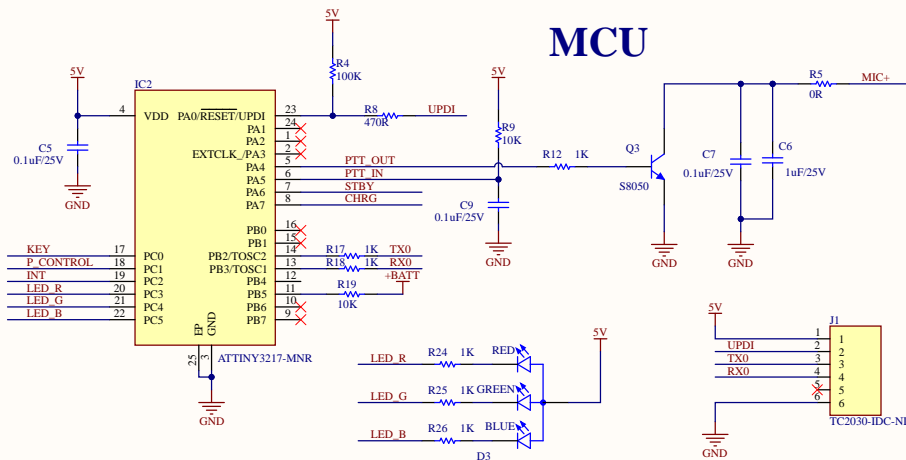 MCU
5V
R4
100K
5V
IC2
4
VDD
PA0/RESET/UPDI
23
R8
470R
UPDI
PA1
24
PA2
1
EXTCLK_/PA3
2
PA4
5
PTT_OUT
PA5
6
PTT_IN
PA6
7
STBY
PA7
8
CHRG
C5
0.1uF/25V
GND
PB0
16
PB1
15
PB2/TOSC2
14
R17
1K
TX0
PB3/TOSC1
13
R18
1K
RX0
PB4
12
PB5
11
R19
10K
+BATT
PB6
10
PB7
9
KEY
17
PC0
P_CONTROL
18
PC1
INT
19
PC2
LED_R
20
PC3
LED_G
21
PC4
LED_B
22
PC5
EP
GND
25
3
ATTINY3217-MNR
GND
5V
R9
10K
C9
0.1uF/25V
GND
R12
1K
Q3
S8050
GND
C7
0.1uF/25V
C6
1uF/25V
GND
R5
0R
MIC+
LED_R
R24
1K
RED
LED_G
R25
1K
GREEN
LED_B
R26
1K
BLUE
D3
5V
5V
J1
1
1
UPDI
2
2
TX0
3
3
RX0
4
4
5
5
6
6
GND